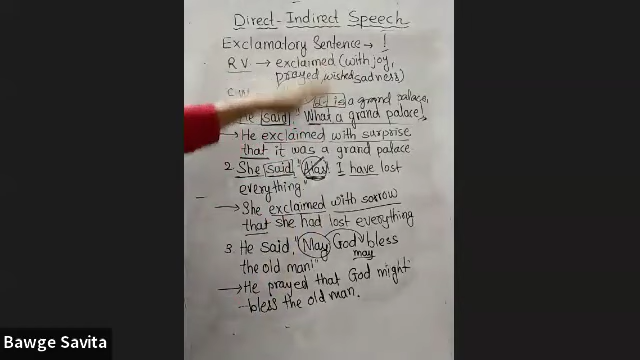 Direct-Indirect Speech
Exclamatory Sentence → !
RV → exclaimed (with joy,
prayed, wished sadness)
It is a grand palace.
He said, "What a grand palace!
→ He exclaimed with surprise
that it was a grand palace
2. She said, "Alas! I have lost
everything"
→ She exclaimed with sorrow
that she had lost everything
3. He said, "May God bless
may
the old man!"
→ He prayed that God might
bless the old man.
Bawge Savita